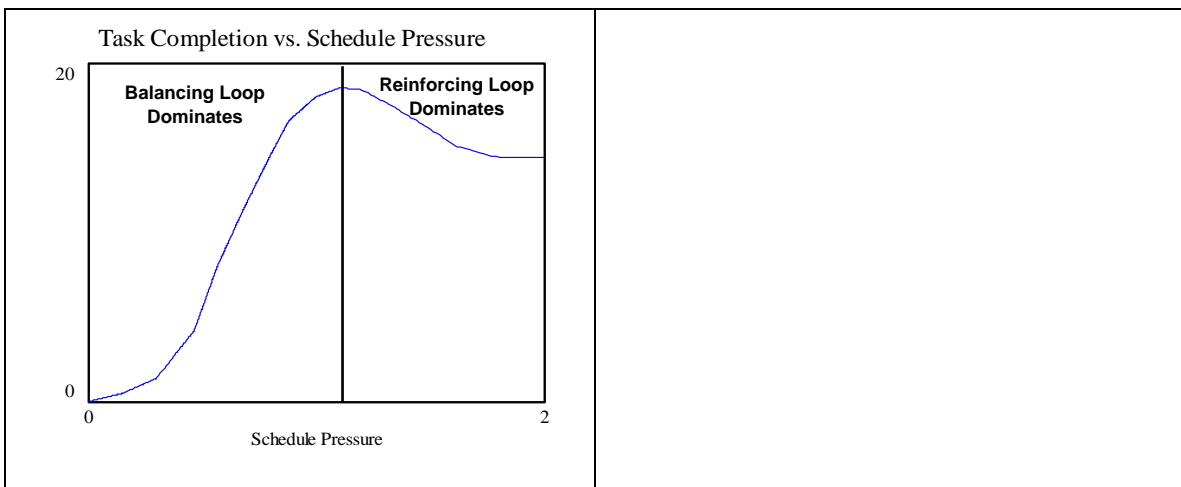 Task Completion vs. Schedule Pressure
20
Balancing Loop
Dominates
Reinforcing Loop
Dominates
0
0
2
Schedule Pressure